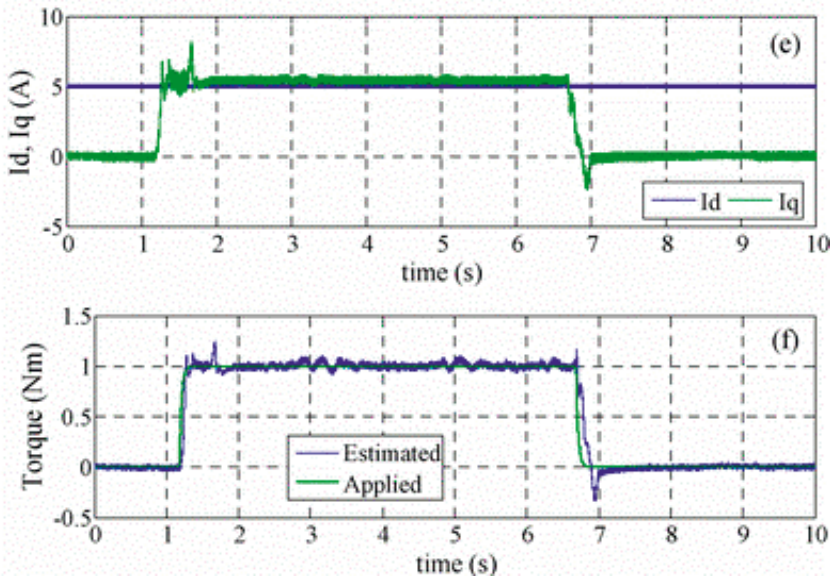 10
(e)
5
0
-5
Id, Iq (A)
Id Iq
0 1 2 3 4 5 6 7 8 9 10
time (s)
1.5
(f)
1
0.5
0
-0.5
Torque (Nm)
Estimated
Applied
0 1 2 3 4 5 6 7 8 9 10
time (s)